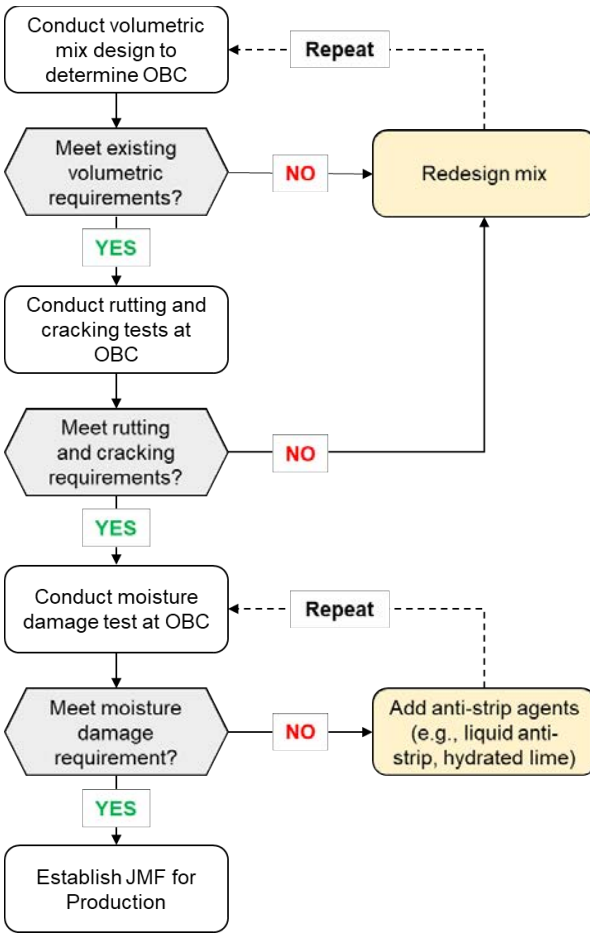 Conduct volumetric
mix design to
determine OBC
Repeat
Meet existing
volumetric
requirements?
NO
Redesign mix
YES
Conduct rutting and
cracking tests at
OBC
Meet rutting
and cracking
requirements?
NO
YES
Conduct moisture
damage test at OBC
Repeat
Meet moisture
damage
requirement?
NO
Add anti-strip agents
(e.g., liquid anti-
strip, hydrated lime)
YES
Establish JMF for
Production